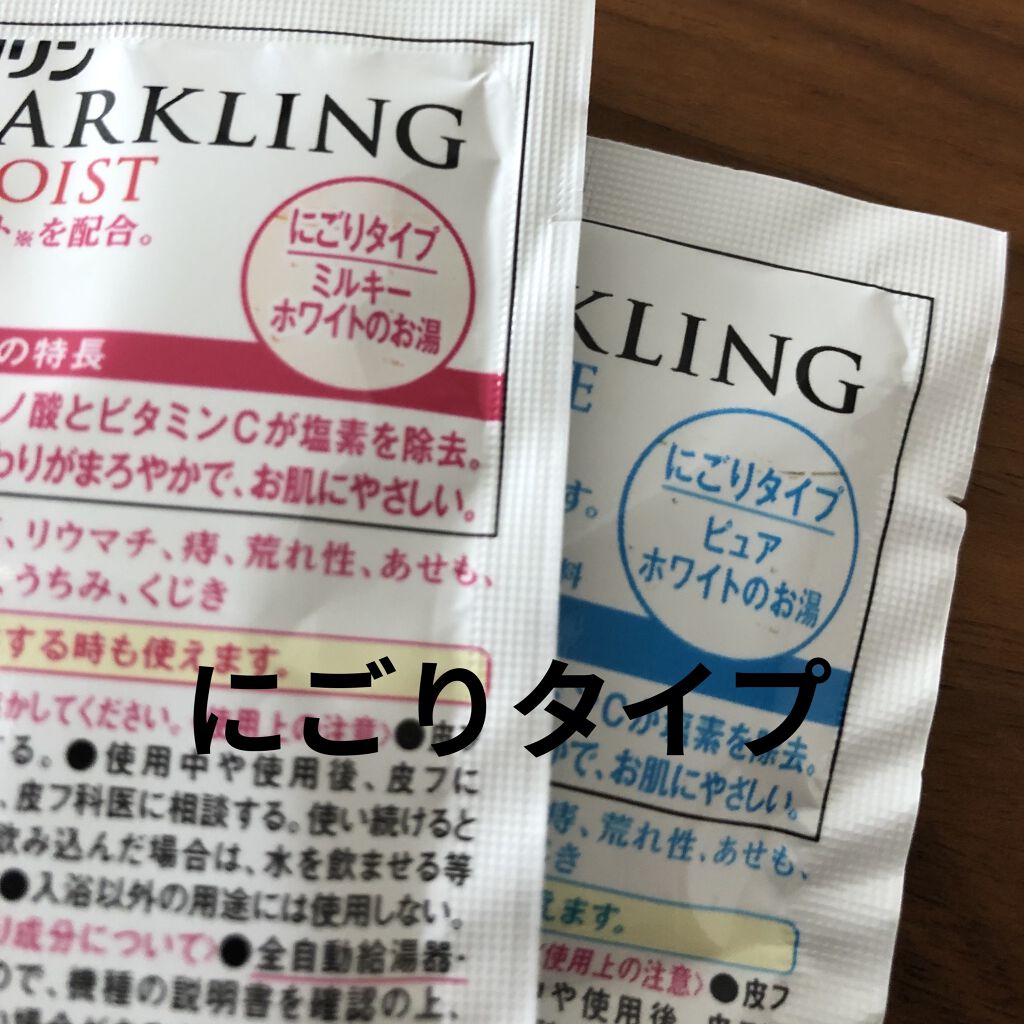 リン
ARKLING
OIST
ト※を配合。
にごりタイプ
ミルキー
ホワイトのお湯
の特長
ノ酸とビタミンCが塩素を除去。
わりがまろやかで、お肌にやさしい。
、リウマチ、痔、荒れ性、あせも、
、うちみ、くじき
する時も使えます。
かしてください。〈使用上の注意〉●皮フ
する。●使用中や使用後、皮フに
、皮フ科医に相談する。使い続けると
飲み込んだ場合は、水を飲ませる等
●入浴以外の用途には使用しない。
成分について〉●全自動給湯器・
ので、機種の説明書を確認の上、
KLING
E
にごりタイプ
ピュア
ホワイトのお湯
す。
料
Cが塩素を除去。
で、お肌にやさしい。
痔、荒れ性、あせも、
き
えます。
〈使用上の注意〉●皮フ
や使用後
にごりタイプ